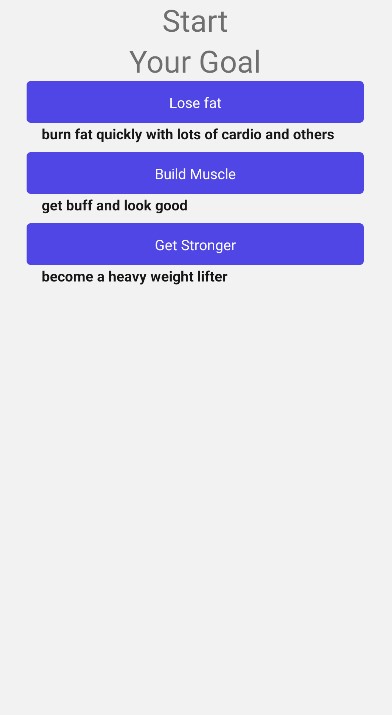 Start
Your Goal
Lose fat
burn fat quickly with lots of cardio and others
Build Muscle
get buff and look good
Get Stronger
become a heavy weight lifter